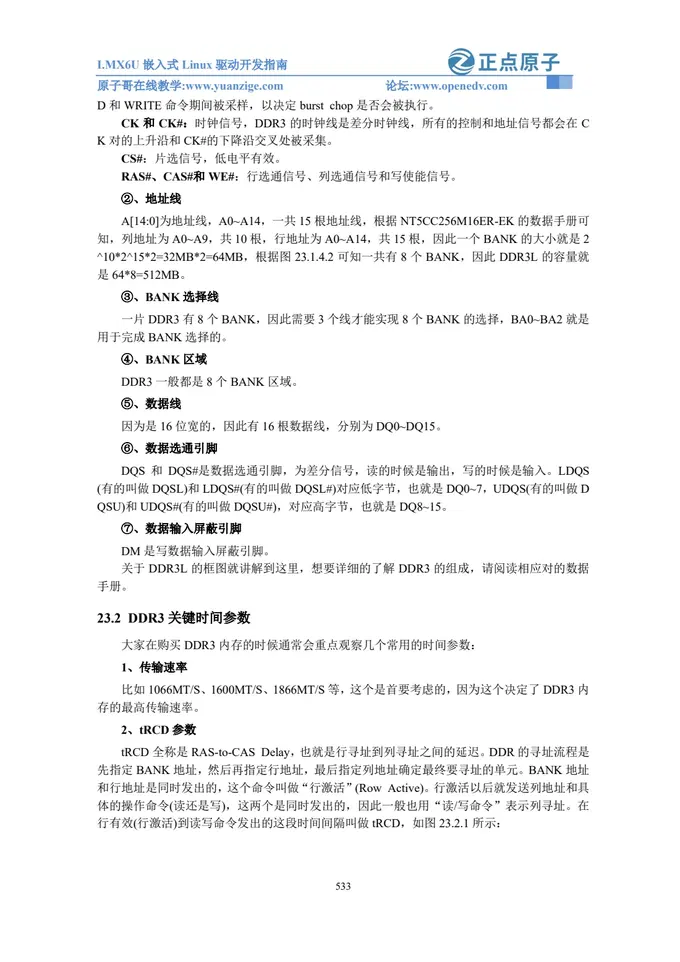 I.MX6U 嵌入式 Linux 驱动开发指南
正点原子
原子哥在线教学:www.yuanzige.com 论坛:www.openedv.com
D 和 WRITE 命令期间被采样，以决定 burst chop 是否会被执行。
CK 和 CK#：时钟信号，DDR3 的时钟线是差分时钟线，所有的控制和地址信号都会在 C
K 对的上升沿和 CK#的下降沿交叉处被采集。
CS#：片选信号，低电平有效。
RAS#、CAS#和 WE#：行选通信号、列选通信号和写使能信号。
②、地址线
A[14:0]为地址线，A0~A14，一共 15 根地址线，根据 NT5CC256M16ER-EK 的数据手册可
知，列地址为 A0~A9，共 10 根，行地址为 A0~A14，共 15 根，因此一个 BANK 的大小就是 2
^10*2^15*2=32MB*2=64MB，根据图 23.1.4.2 可知一共有 8 个 BANK，因此 DDR3L 的容量就
是 64*8=512MB。
③、BANK 选择线
一片 DDR3 有 8 个 BANK，因此需要 3 个线才能实现 8 个 BANK 的选择，BA0~BA2 就是
用于完成 BANK 选择的。
④、BANK 区域
DDR3 一般都是 8 个 BANK 区域。
⑤、数据线
因为是 16 位宽的，因此有 16 根数据线，分别为 DQ0~DQ15。
⑥、数据选通引脚
DQS 和 DQS#是数据选通引脚，为差分信号，读的时候是输出，写的时候是输入。LDQS
(有的叫做 DQSL)和 LDQS#(有的叫做 DQSL#)对应低字节，也就是 DQ0~7，UDQS(有的叫做 D
QSU)和 UDQS#(有的叫做 DQSU#)，对应高字节，也就是 DQ8~15。
⑦、数据输入屏蔽引脚
DM 是写数据输入屏蔽引脚。
关于 DDR3L 的框图就讲解到这里，想要详细的了解 DDR3 的组成，请阅读相应对的数据
手册。
23.2 DDR3 关键时间参数
大家在购买 DDR3 内存的时候通常会重点观察几个常用的时间参数：
1、传输速率
比如 1066MT/S、1600MT/S、1866MT/S 等，这个是首要考虑的，因为这个决定了 DDR3 内
存的最高传输速率。
2、tRCD 参数
tRCD 全称是 RAS-to-CAS Delay，也就是行寻址到列寻址之间的延迟。DDR 的寻址流程是
先指定 BANK 地址，然后再指定行地址，最后指定列地址确定最终要寻址的单元。BANK 地址
和行地址是同时发出的，这个命令叫做“行激活”(Row Active)。行激活以后就发送列地址和具
体的操作命令(读还是写)，这两个是同时发出的，因此一般也用“读/写命令”表示列寻址。在
行有效(行激活)到读写命令发出的这段时间间隔叫做 tRCD，如图 23.2.1 所示：
533